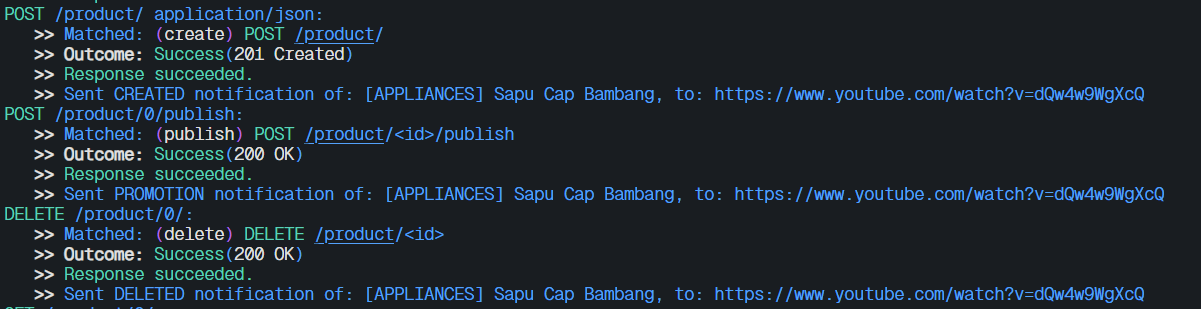 POST /product/ application/json:
>> Matched: (create) POST /product/
>> Outcome: Success(201 Created)
>> Response succeeded.
>> Sent CREATED notification of: [APPLIANCES] Sapu Cap Bambang, to: https://www.youtube.com/watch?v=dQw4w9WgXcQ
POST /product/0/publish:
>> Matched: (publish) POST /product/<id>/publish
>> Outcome: Success(200 OK)
>> Response succeeded.
>> Sent PROMOTION notification of: [APPLIANCES] Sapu Cap Bambang, to: https://www.youtube.com/watch?v=dQw4w9WgXcQ
DELETE /product/0/:
>> Matched: (delete) DELETE /product/<id>
>> Outcome: Success(200 OK)
>> Response succeeded.
>> Sent DELETED notification of: [APPLIANCES] Sapu Cap Bambang, to: https://www.youtube.com/watch?v=dQw4w9WgXcQ